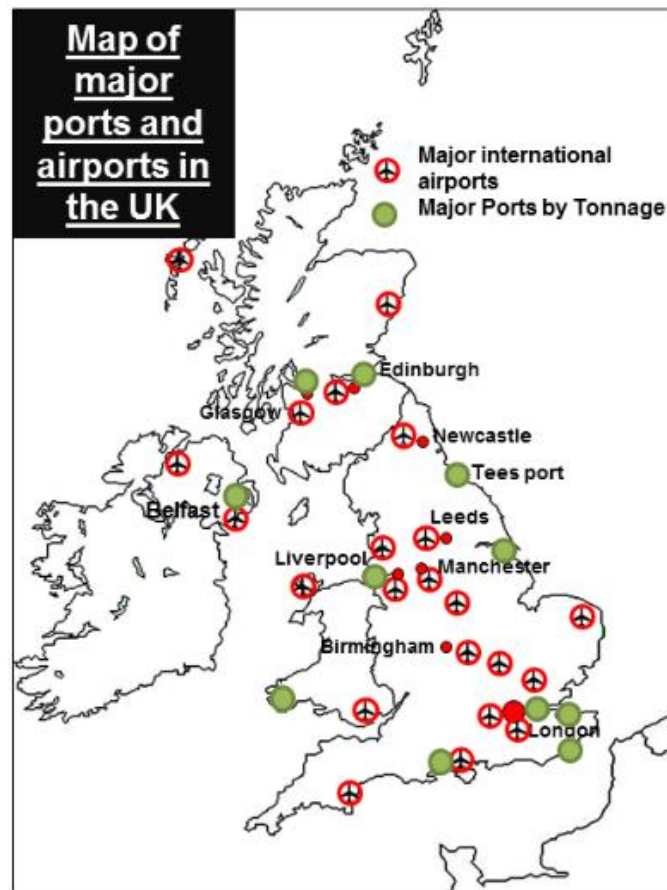 Map of
major
ports and
airports in
the UK
Major international
airports
Major Ports by Tonnage
Edinburgh
Glasgow
Newcastle
Tees port
Belfast
Leeds
Liverpool
Manchester
Birmingham
London